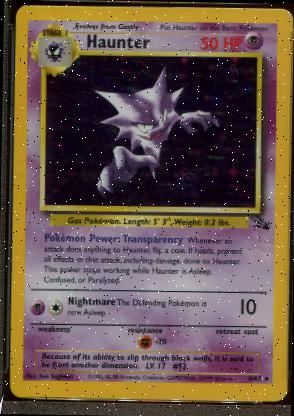 Evolves from Gastly Put Haunter on the Basic Pokémon
STAGE 1
Haunter 50 HP
Gas Pokémon. Length: 5' 3", Weight: 0.2 lbs.
Pokémon Power: Transparency Whenever an
attack does anything to Haunter, flip a coin. If heads, prevent
all effects of that attack, including damage, done to Haunter.
This power stops working while Haunter is Asleep,
Confused, or Paralyzed.
Nightmare The Defending Pokémon is 10
now Asleep.
weakness resistance retreat cost
-30
Because of its ability to slip through block walls, it is said to
be from another dimension. LV. 17 #93
Illus. Ken Sugimori